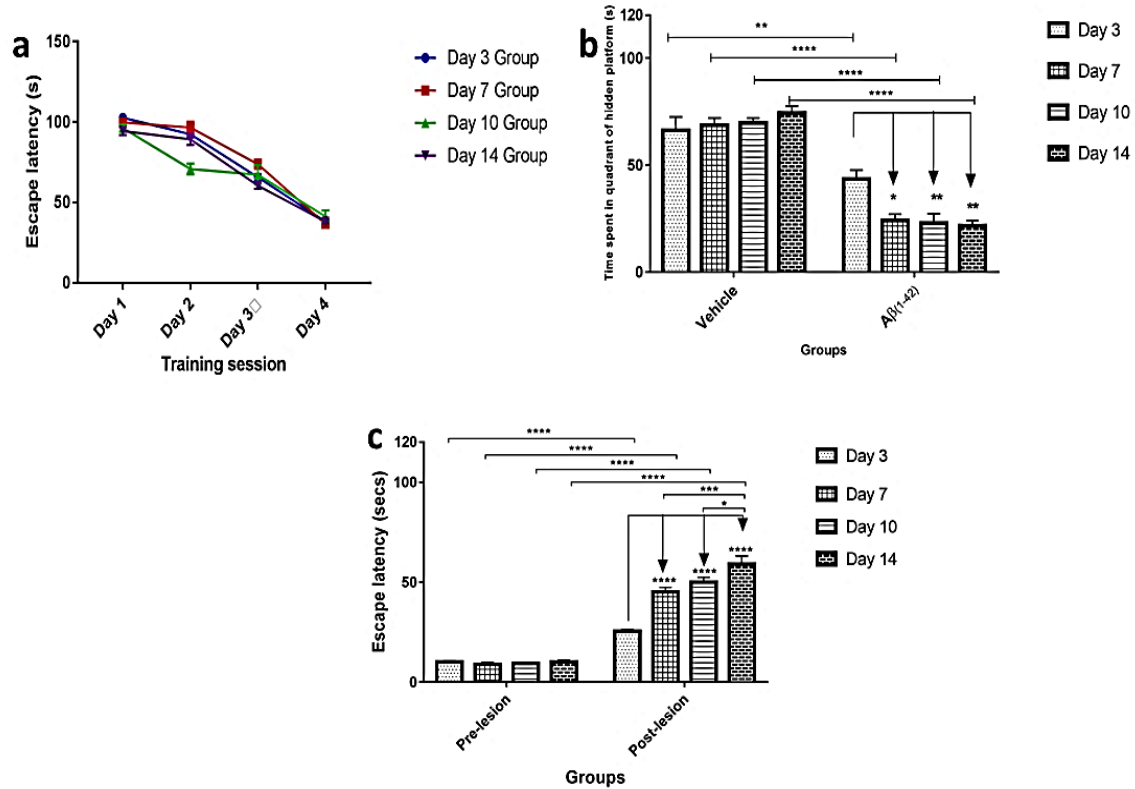 a
150
100
50
0
Escape latency (s)
Day 1
Day 2
Day 3□
Day 4
Training session
Day 3 Group
Day 7 Group
Day 10 Group
Day 14 Group
b
120
100
50
0
Time spent in quadrant of hidden platform (s)
**
****
****
****
*
**
**
Vehicle
Aβ(1-42)
Groups
Day 3
Day 7
Day 10
Day 14
c
120
100
50
0
Escape latency (secs)
****
****
****
****
***
*
****
****
****
Pre-lesion
Post-lesion
Groups
Day 3
Day 7
Day 10
Day 14